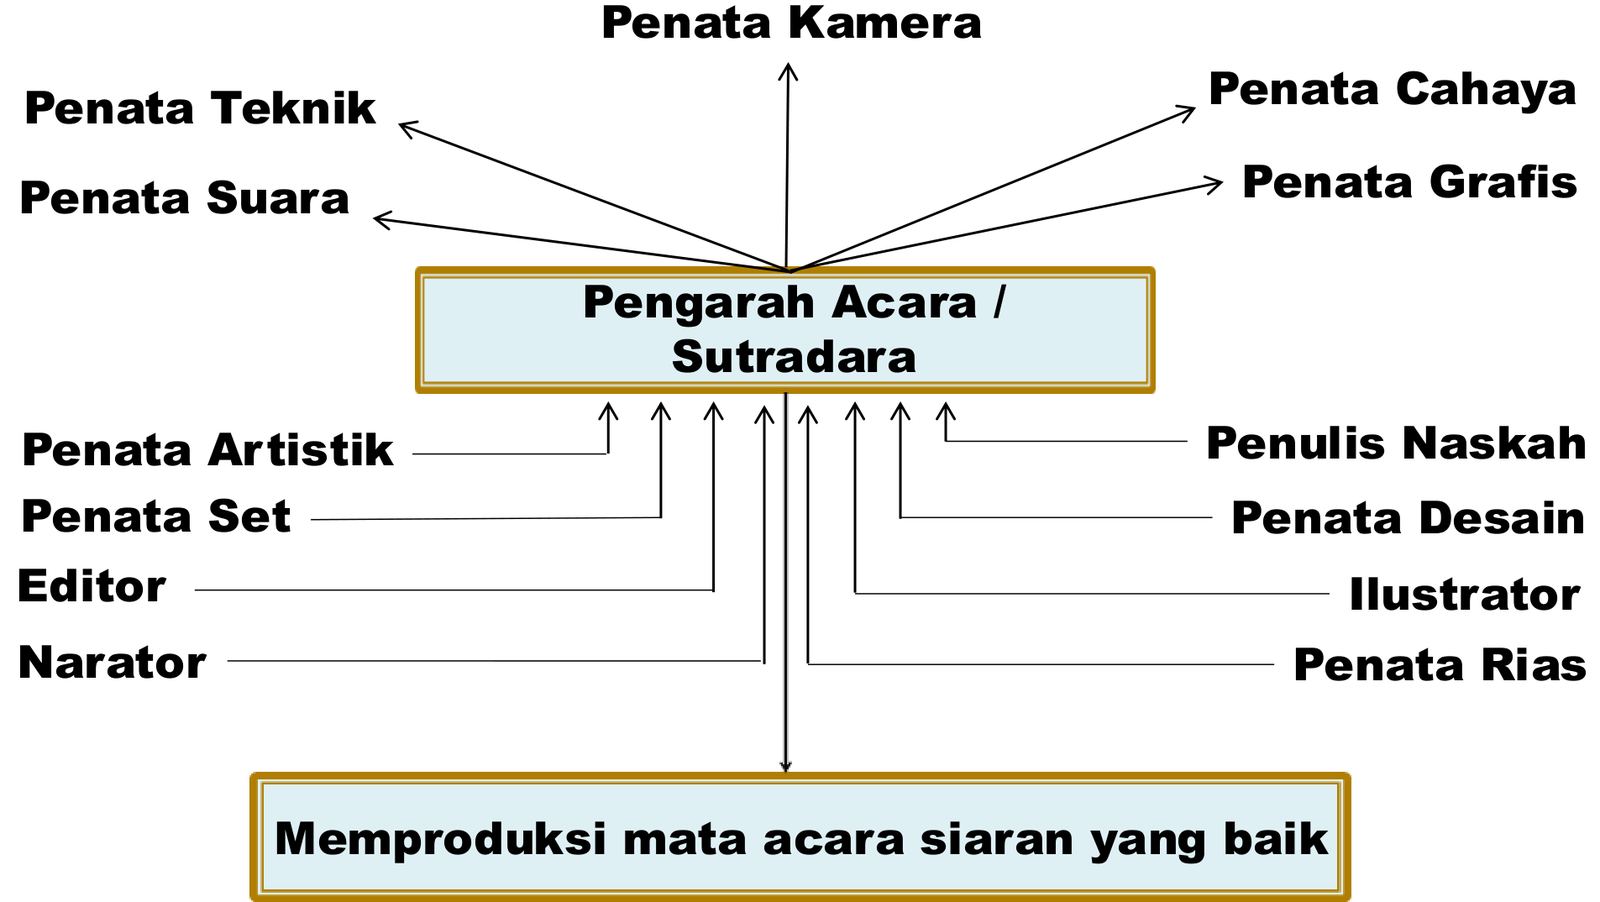 Penata Kamera
Penata Teknik
Penata Cahaya
Penata Suara
Penata Grafis
Pengarah Acara /
Sutradara
Penata Artistik
Penulis Naskah
Penata Set
Penata Desain
Editor
Ilustrator
Narator
Penata Rias
Memproduksi mata acara siaran yang baik